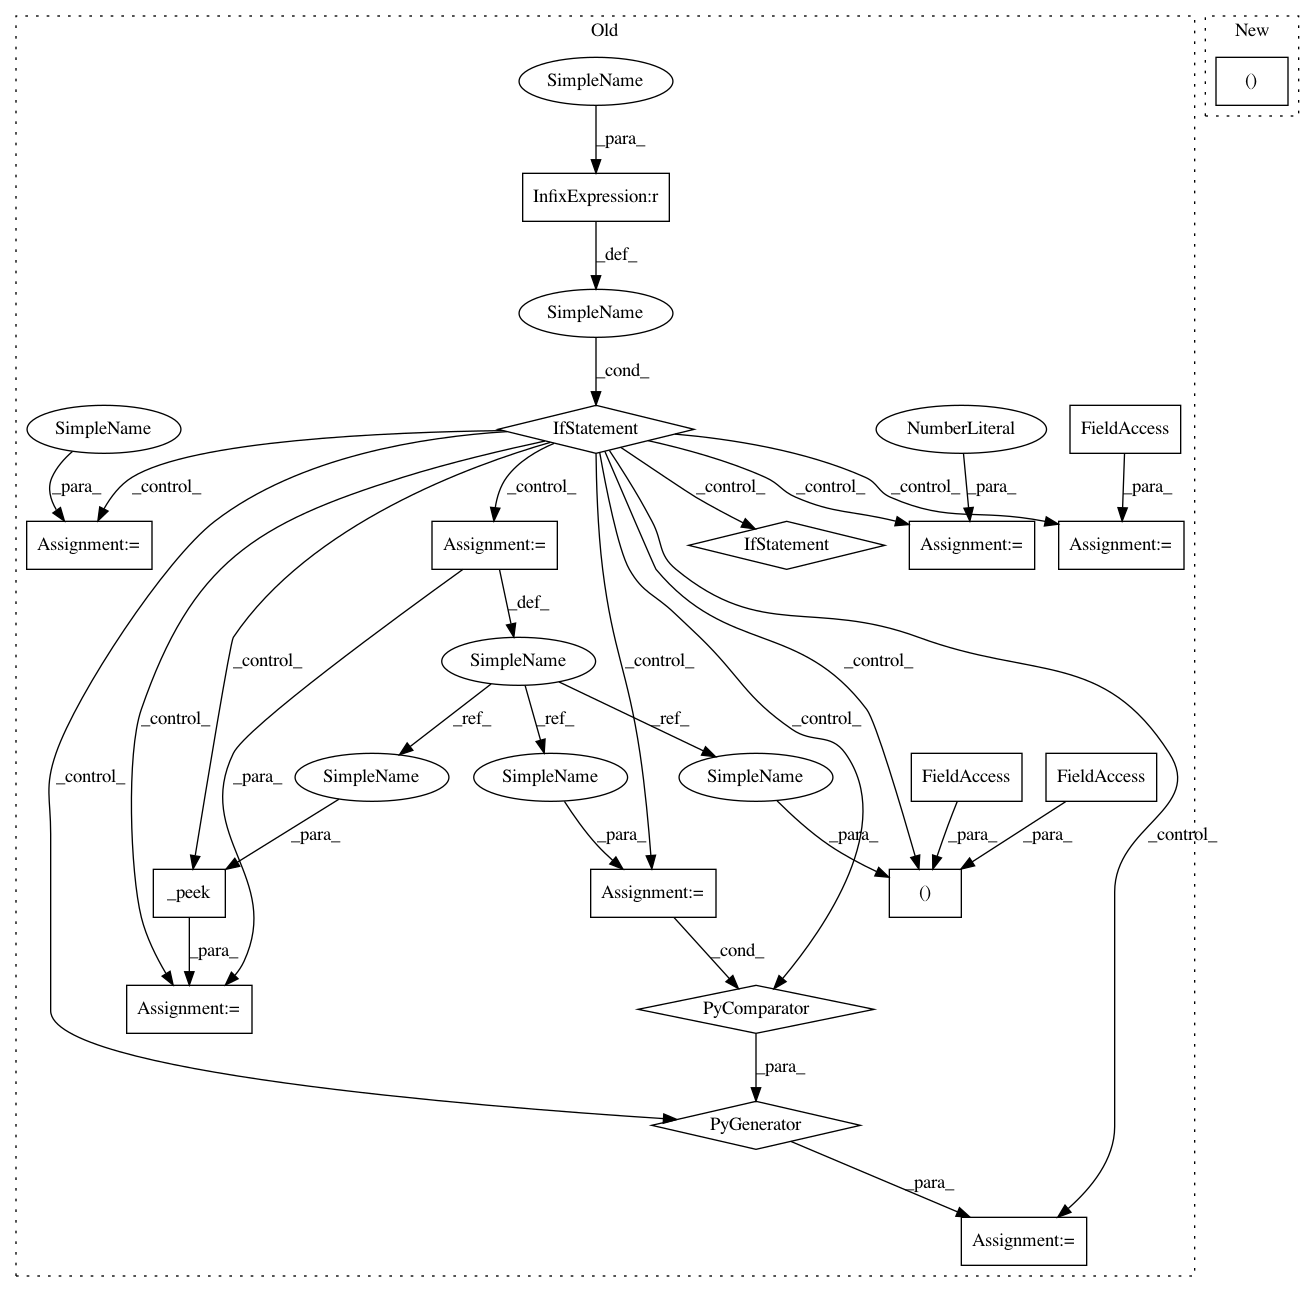 Old
New
SimpleName
()
_para_
InfixExpression:r
_def_
SimpleName
_cond_
SimpleName
IfStatement
NumberLiteral
FieldAccess
_para_
_control_
_control_
_control_
_control_
_control_
_para_
_para_
Assignment:=
Assignment:=
IfStatement
Assignment:=
Assignment:=
_def_
_control_
SimpleName
_control_
_control_
_control_
_ref_
_ref_
_ref_
_control_
_control_
_para_
SimpleName
SimpleName
SimpleName
FieldAccess
FieldAccess
_para_
_para_
_para_
_para_
_para_
_control_
_peek
Assignment:=
()
_para_
_cond_
Assignment:=
PyComparator
_para_
PyGenerator
_para_
Assignment:=